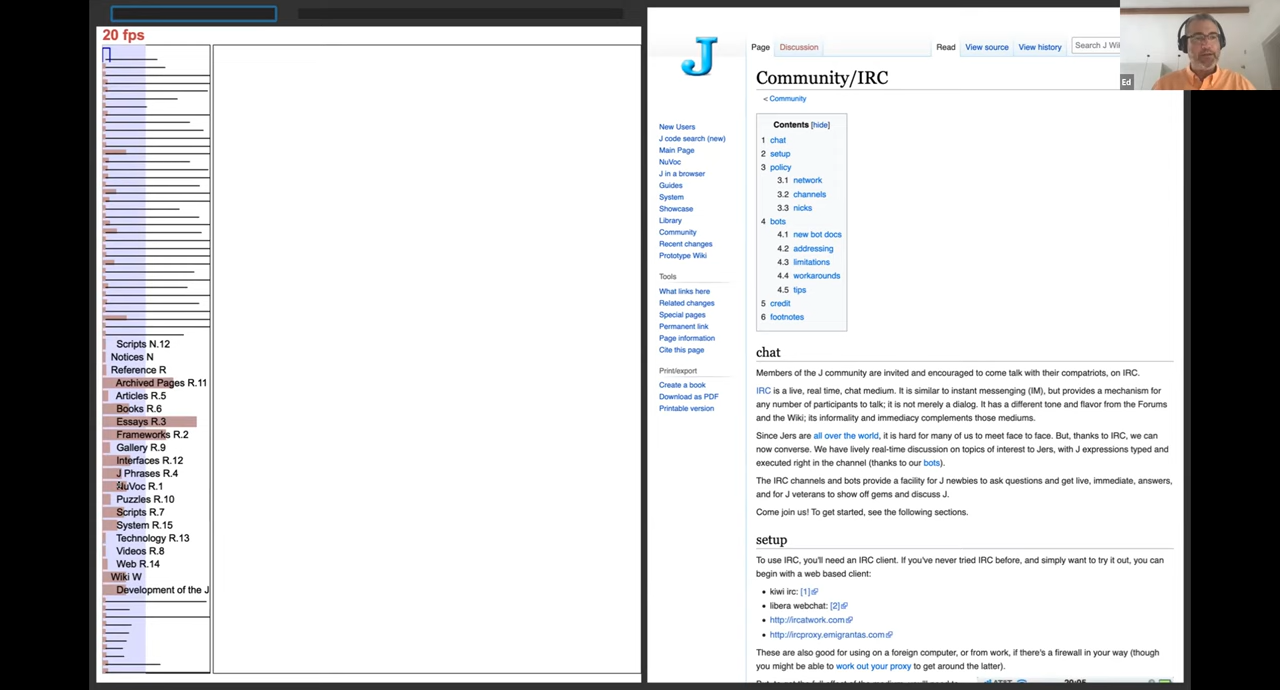 20 fps
Scripts N.12
Notices N
Reference R
Archived Pages R.11
Articles R.5
Books R.6
Essays R.3
Frameworks R.2
Gallery R.9
Interfaces R.12
J Phrases R.4
NuVoc R.1
Puzzles R.10
Scripts R.7
System R.15
Technology R.13
Videos R.8
Web R.14
Wiki W
Development of the J
J
New Users
J code search (new)
Main Page
NuVoc
J in a browser
Guides
System
Showcase
Library
Community
Recent changes
Prototype Wiki
Tools
What links here
Related changes
Special pages
Permanent link
Page information
Cite this page
Print/export
Create a book
Download as PDF
Printable version
Page Discussion Read View source View history Search J Wi
Community/IRC
< Community
Contents [hide]
1 chat
2 setup
3 policy
3.1 network
3.2 channels
3.3 nicks
4 bots
4.1 new bot docs
4.2 addressing
4.3 limitations
4.4 workarounds
4.5 tips
5 credit
6 footnotes
chat
Members of the J community are invited and encouraged to come talk with their compatriots, on IRC.
IRC is a live, real time, chat medium. It is similar to instant messenging (IM), but provides a mechanism for
any number of participants to talk; it is not merely a dialog. It has a different tone and flavor from the Forums
and the Wiki; its informality and immediacy complements those mediums.
Since Jers are all over the world, it is hard for many of us to meet face to face. But, thanks to IRC, we can
now converse. We have lively real-time discussion on topics of interest to Jers, with J expressions typed and
executed right in the channel (thanks to our bots).
The IRC channels and bots provide a facility for J newbies to ask questions and get live, immediate, answers,
and for J veterans to show off gems and discuss J.
Come join us! To get started, see the following sections.
setup
To use IRC, you'll need an IRC client. If you've never tried IRC before, and simply want to try it out, you can
begin with a web based client:
• kiwi irc: [1]
• libera webchat: [2]
• http://ircatwork.com
• http://ircproxy.emigrantas.com
These are also good for using on a foreign computer, or from work, if there's a firewall in your way (though
you might be able to work out your proxy to get around the latter).
Ed